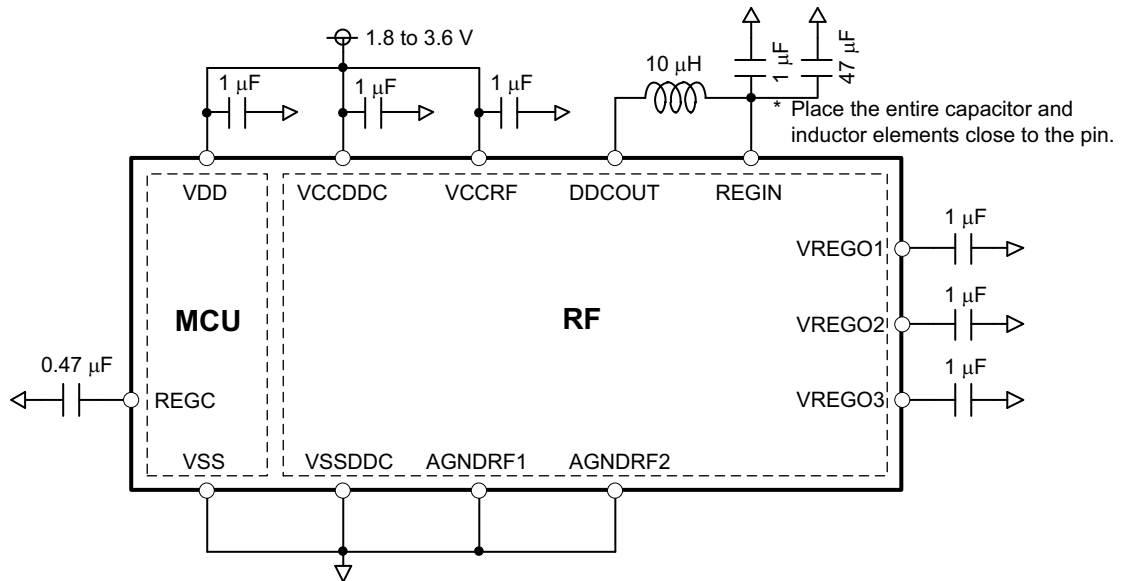 1.8 to 3.6 V
10 μH
1 μF
47 μF
1 μF
1 μF
1 μF
* Place the entire capacitor and
inductor elements close to the pin.
VDD
VCCDDC
VCCRF
DDCOUT
REGIN
1 μF
VREGO1
MCU
RF
1 μF
VREGO2
0.47 μF
1 μF
REGC
VREGO3
VSS
VSSDDC
AGNDRF1
AGNDRF2